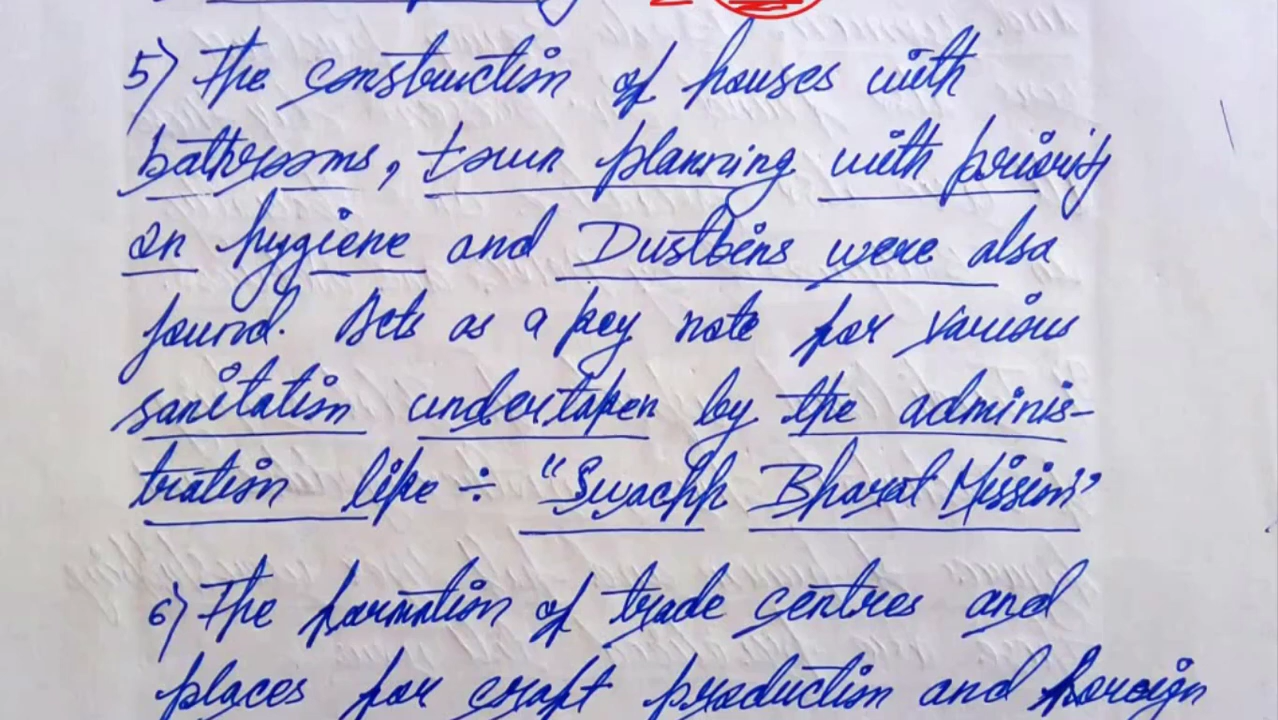 5) The construction of houses with
bathrooms, town planning with priority
on hygiene and Dustbins were also
found. Acts as a key note for various
sanitation undertaken by the adminis-
tration like ÷ "Swachh Bharat Mission"
6) The formation of trade centres and
places for craft production and foreign